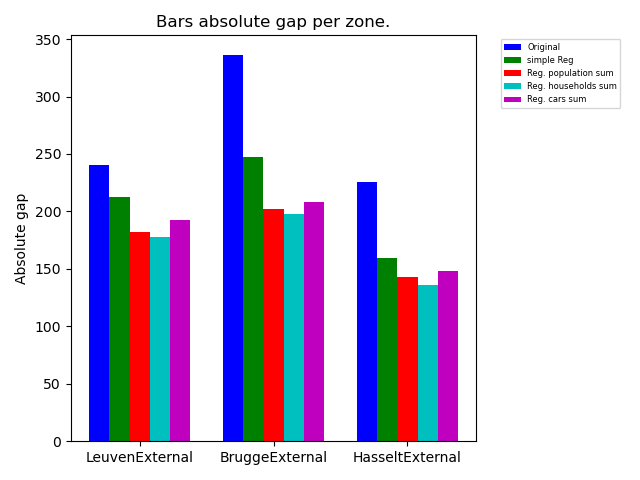 Bars absolute gap per zone.
350
300
250
200
150
100
50
0
Absolute gap
LeuvenExternal
BruggeExternal
HasseltExternal
Original
simple Reg
Reg. population sum
Reg. households sum
Reg. cars sum